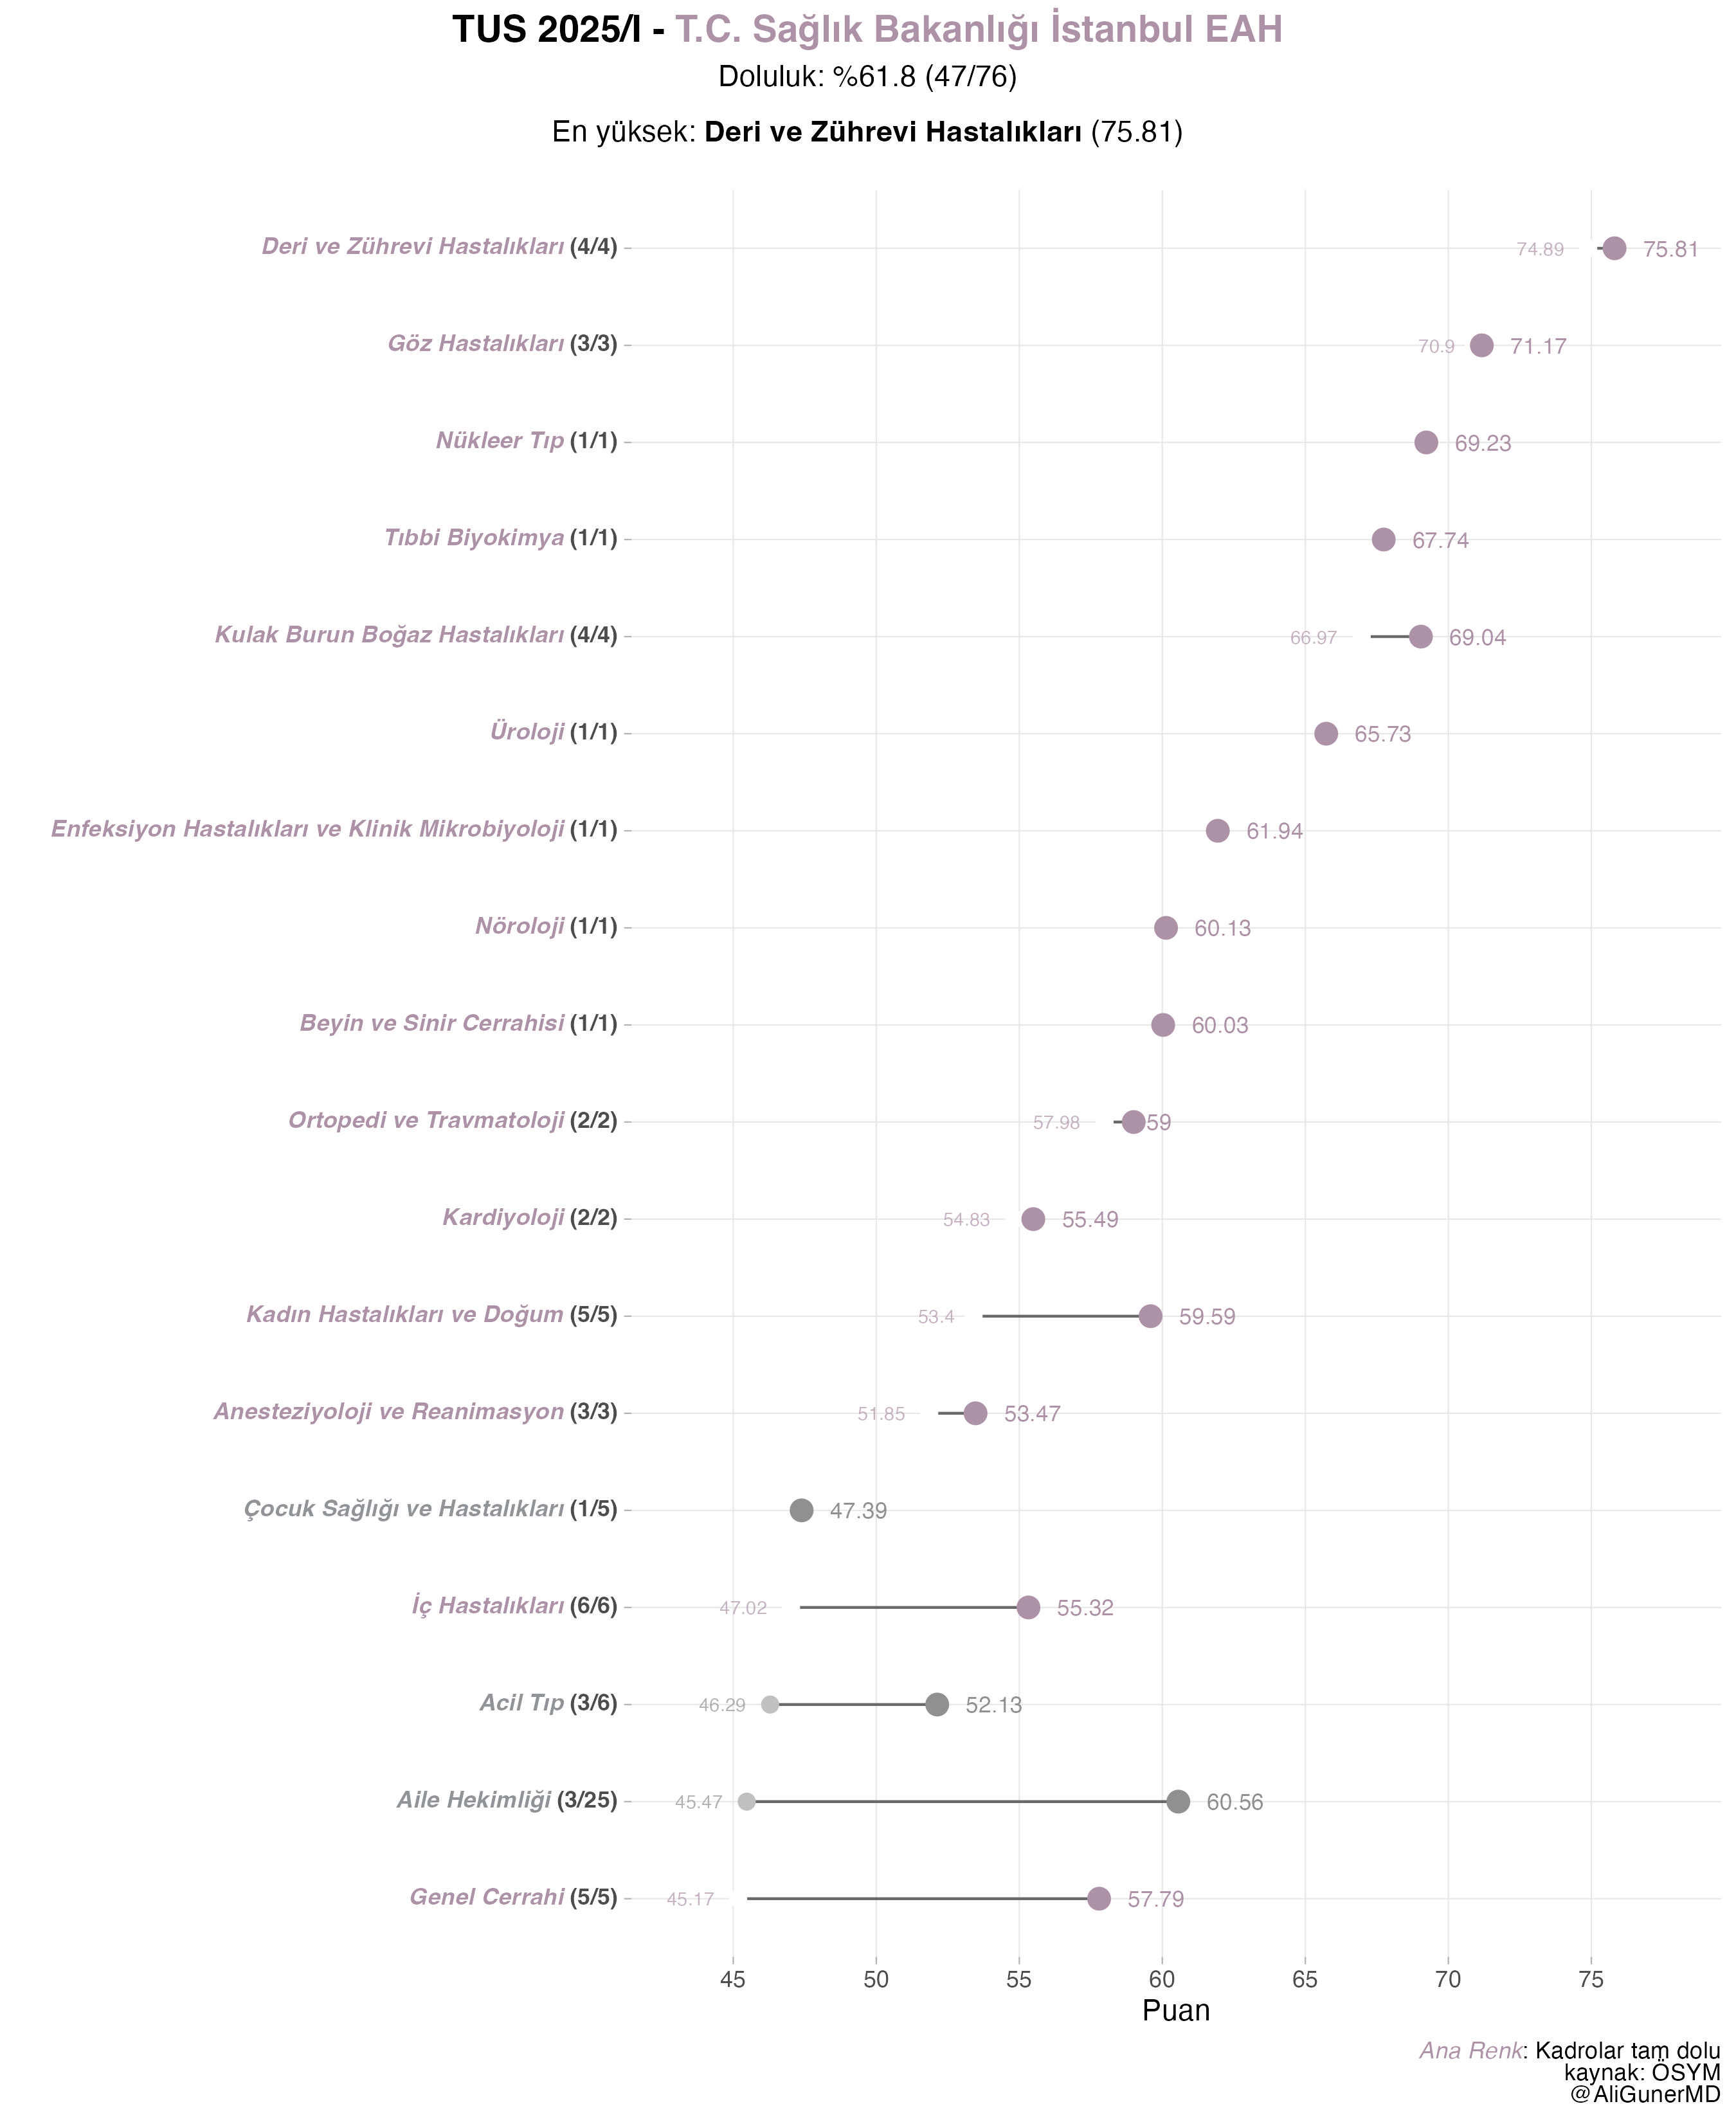 TUS 2025/I - T.C. Sağlık Bakanlığı İstanbul EAH
Doluluk: %61.8 (47/76)
En yüksek: Deri ve Zührevi Hastalıkları (75.81)
Deri ve Zührevi Hastalıkları (4/4) 74.89 75.81
Göz Hastalıkları (3/3) 70.9 71.17
Nükleer Tıp (1/1) 69.23
Tıbbi Biyokimya (1/1) 67.74
Kulak Burun Boğaz Hastalıkları (4/4) 66.97 69.04
Üroloji (1/1) 65.73
Enfeksiyon Hastalıkları ve Klinik Mikrobiyoloji (1/1) 61.94
Nöroloji (1/1) 60.13
Beyin ve Sinir Cerrahisi (1/1) 60.03
Ortopedi ve Travmatoloji (2/2) 57.98 59
Kardiyoloji (2/2) 54.83 55.49
Kadın Hastalıkları ve Doğum (5/5) 53.4 59.59
Anesteziyoloji ve Reanimasyon (3/3) 51.85 53.47
Çocuk Sağlığı ve Hastalıkları (1/5) 47.39
İç Hastalıkları (6/6) 47.02 55.32
Acil Tıp (3/6) 46.29 52.13
Aile Hekimliği (3/25) 45.47 60.56
Genel Cerrahi (5/5) 45.17 57.79
45 50 55 60 65 70 75
Puan
Ana Renk: Kadrolar tam dolu
kaynak: ÖSYM
@AliGunerMD